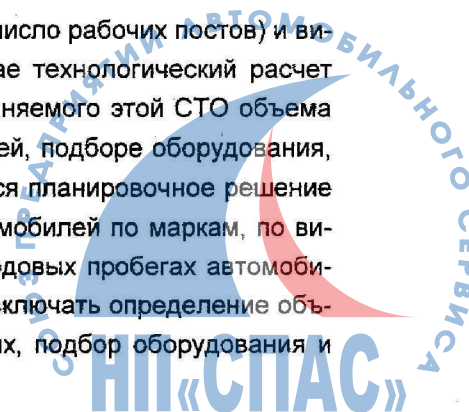 число рабочих постов) и ви-
ае технологический расчет
няемого этой СТО объема
ей, подборе оборудования,
ся планировочное решение
мобилей по маркам, по ви-
довых пробегах автомоби-
включать определение объ-
их, подбор оборудования и
СОЮЗ ПРЕДПРИЯТИЙ АВТОМОБИЛЬНОГО СЕРВИСА
НП«СПАС»